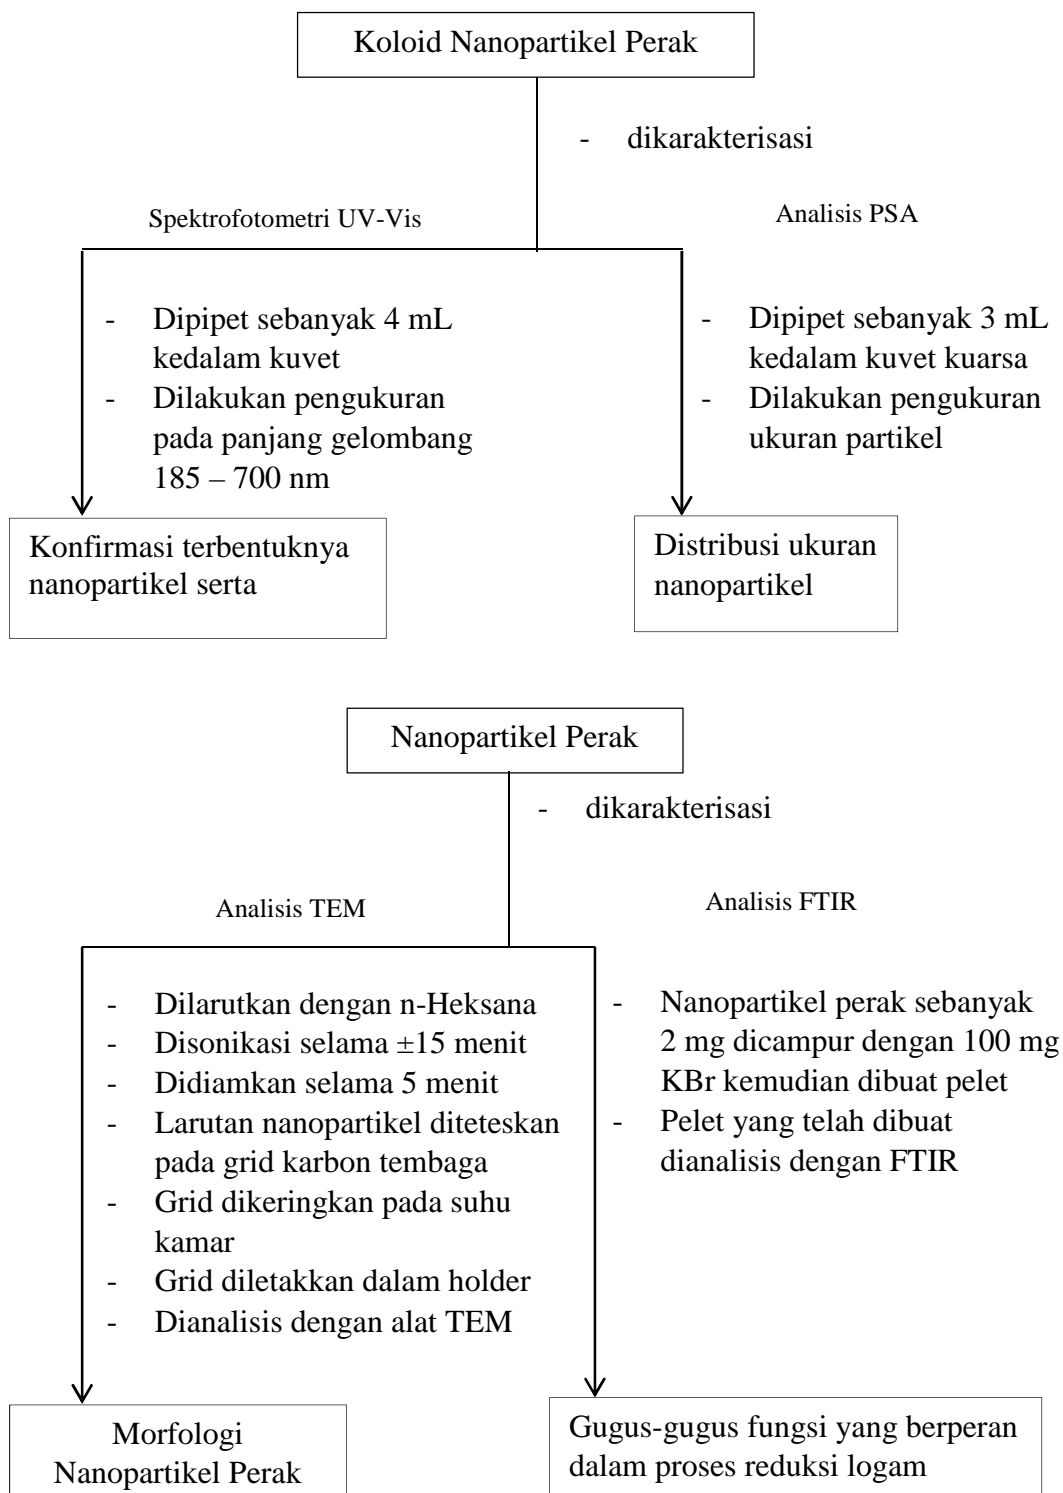 Koloid Nanopartikel Perak
- dikarakterisasi
Spektrofotometri UV-Vis
Analisis PSA
- Dipipet sebanyak 4 mL
kedalam kuvet
- Dilakukan pengukuran
pada panjang gelombang
185 – 700 nm
- Dipipet sebanyak 3 mL
kedalam kuvet kuarsa
- Dilakukan pengukuran
ukuran partikel
Konfirmasi terbentuknya
nanopartikel serta
Distribusi ukuran
nanopartikel
Nanopartikel Perak
- dikarakterisasi
Analisis TEM
Analisis FTIR
- Dilarutkan dengan n-Heksana
- Disonikasi selama ±15 menit
- Didiamkan selama 5 menit
- Larutan nanopartikel diteteskan
pada grid karbon tembaga
- Grid dikeringkan pada suhu
kamar
- Grid diletakkan dalam holder
- Dianalisis dengan alat TEM
- Nanopartikel perak sebanyak
2 mg dicampur dengan 100 mg
KBr kemudian dibuat pelet
- Pelet yang telah dibuat
dianalisis dengan FTIR
Morfologi
Nanopartikel Perak
Gugus-gugus fungsi yang berperan
dalam proses reduksi logam